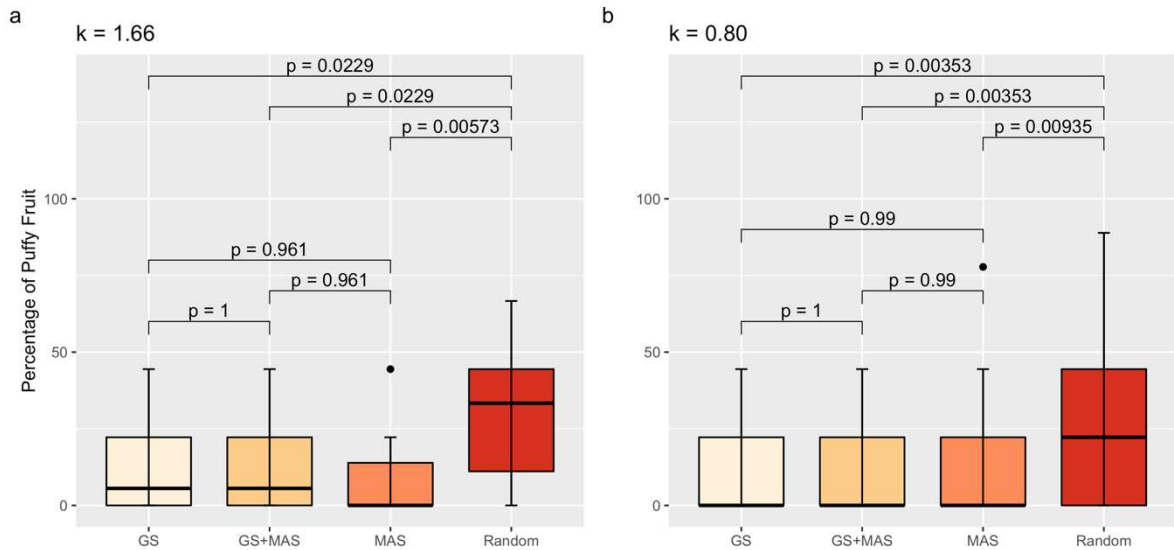 a
k = 1.66
p = 0.0229
p = 0.0229
p = 0.00573
p = 0.961
p = 0.961
p = 1
Percentage of Puffy Fruit
100
50
0
GS
GS+MAS
MAS
Random
b
k = 0.80
p = 0.00353
p = 0.00353
p = 0.00935
p = 0.99
p = 0.99
p = 1
100
50
0
GS
GS+MAS
MAS
Random